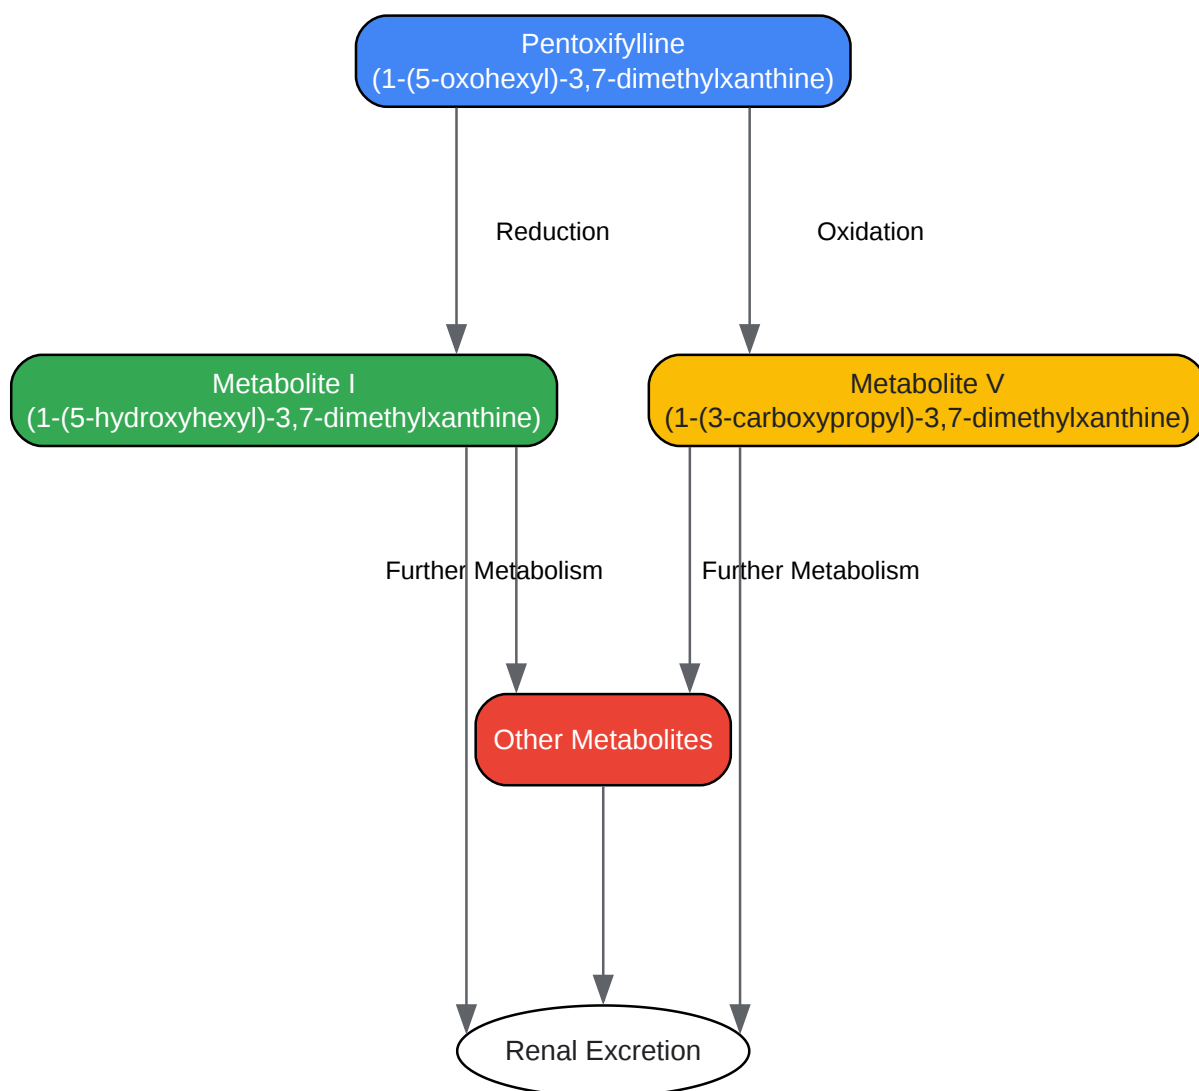 Pentoxifylline
(1-(5-oxohexyl)-3,7-dimethylxanthine)
Reduction
Oxidation
Metabolite I
(1-(5-hydroxyhexyl)-3,7-dimethylxanthine)
Metabolite V
(1-(3-carboxypropyl)-3,7-dimethylxanthine)
Further Metabolism
Further Metabolism
Other Metabolites
Renal Excretion